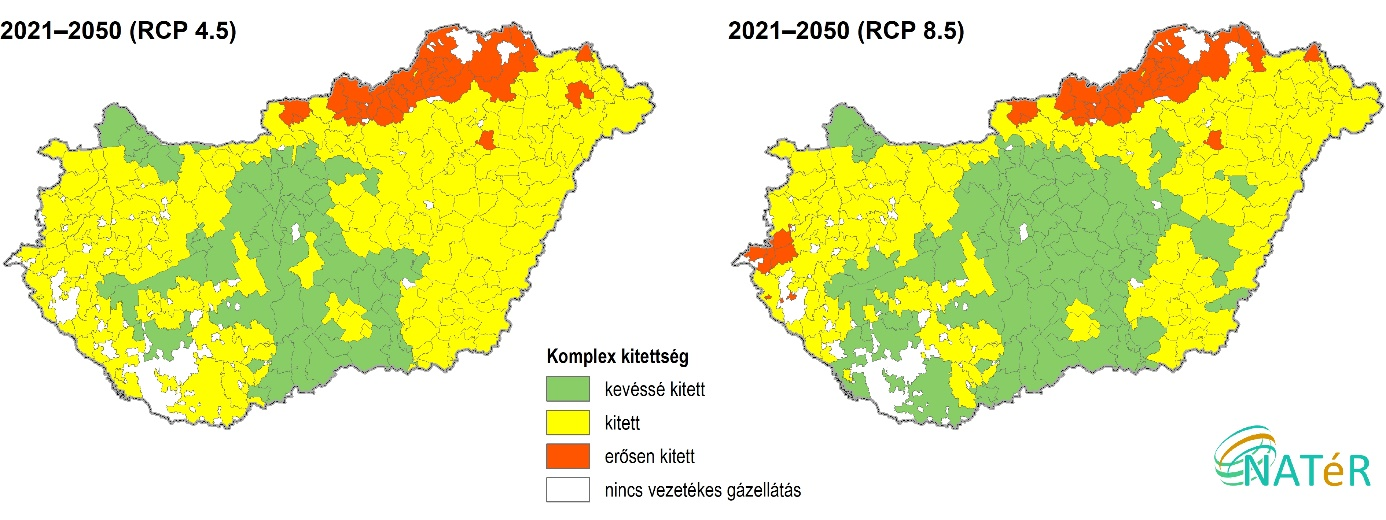 2021–2050 (RCP 4.5)
2021–2050 (RCP 8.5)
Komplex kitettség
kevéssé kitett
kitett
erősen kitett
nincs vezetékes gázellátás
NATéR